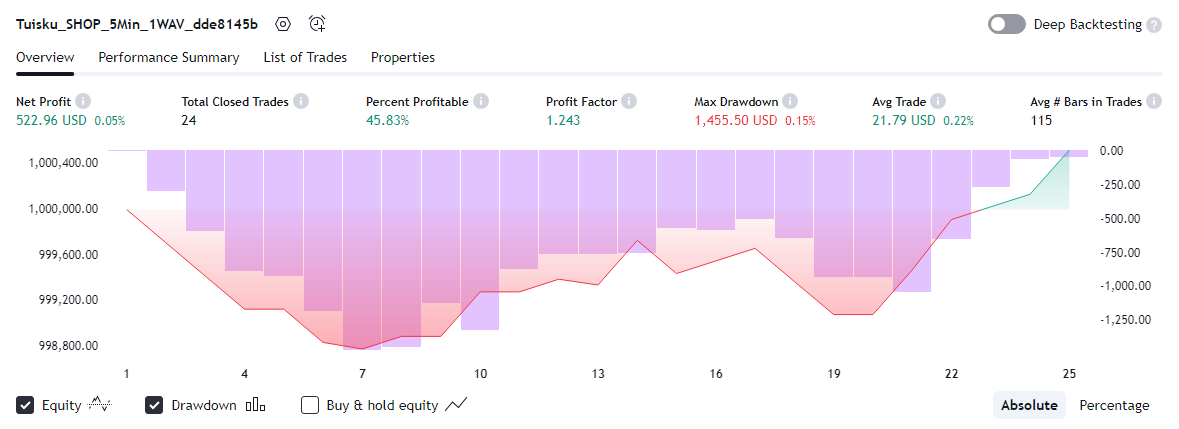 Tuisku_SHOP_5Min_1WAV_dde8145b Deep Backtesting ?
Overview Performance Summary List of Trades Properties
Net Profit Total Closed Trades Percent Profitable Profit Factor Max Drawdown Avg Trade Avg # Bars in Trades
522.96 USD 0.05% 24 45.83% 1.243 1,455.50 USD 0.15% 21.79 USD 0.22% 115
1,000,400.00 0.00
-250.00
1,000,000.00 -500.00
999,600.00 -750.00
999,200.00 -1,000.00
-1,250.00
998,800.00
1 4 7 10 13 16 19 22 25
Equity Drawdown Buy & hold equity Absolute Percentage